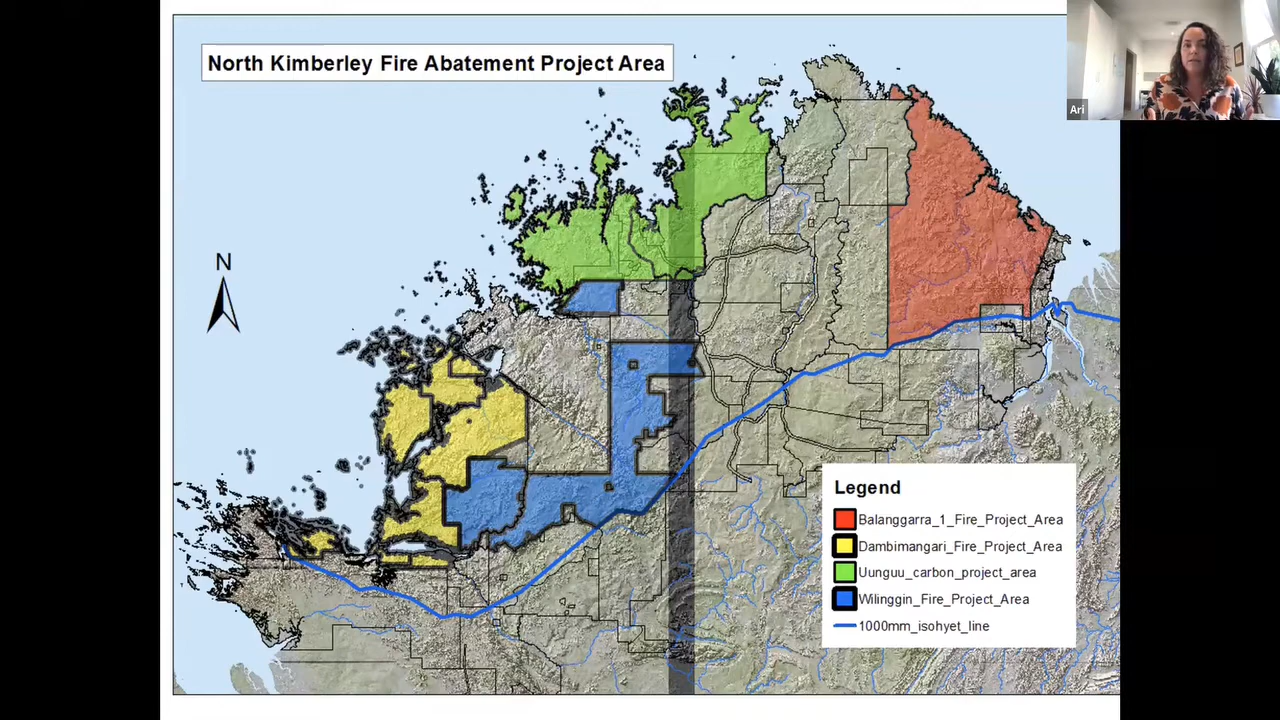 North Kimberley Fire Abatement Project Area
Ari
N
Legend
Balanggarra_1_Fire_Project_Area
Dambimangari_Fire_Project_Area
Uunguu_carbon_project_area
Wilinggin_Fire_Project_Area
1000mm_isohyet_line